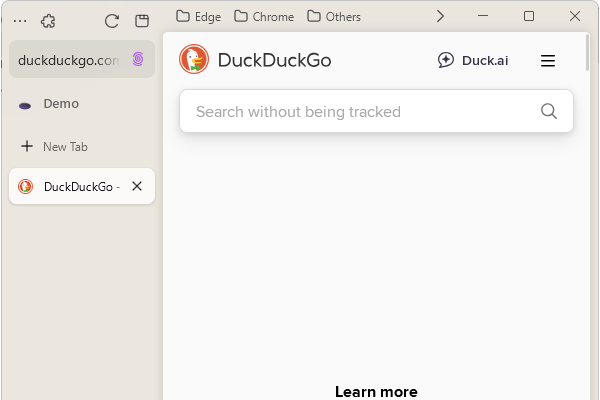 Edge Chrome Others
duckduckgo.com
DuckDuckGo
Duck.ai
Search without being tracked
Demo
New Tab
DuckDuckGo -
Learn more